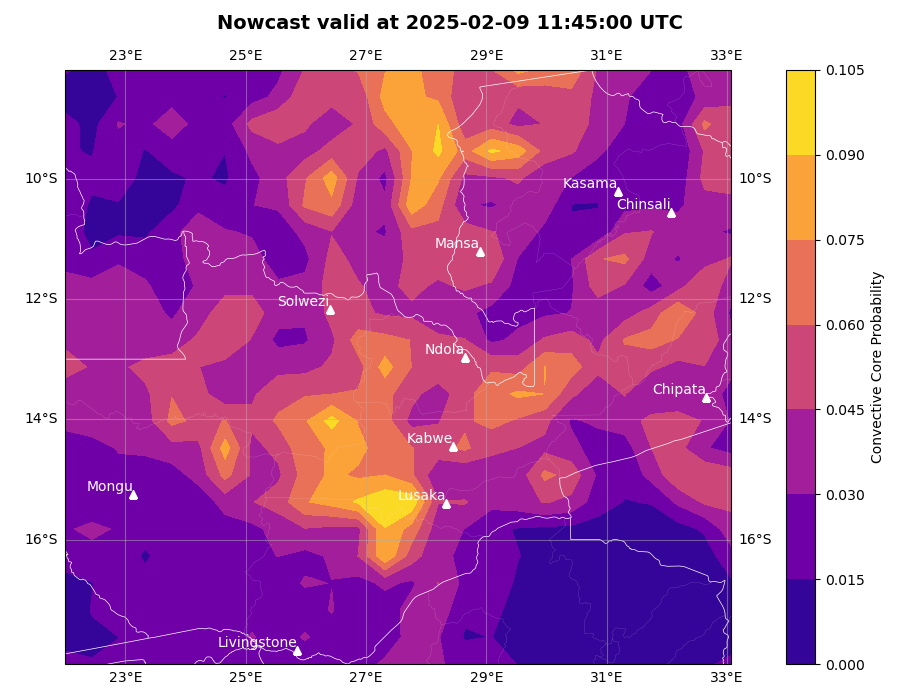 Nowcast valid at 2025-02-09 11:45:00 UTC
23°E 25°E 27°E 29°E 31°E 33°E
0.105
0.090
10°S Kasama 10°S
Chinsali
0.075
Mansa
12°S 12°S
Solwezi
0.060
Ndola
Chipata
0.045
14°S 14°S
Kabwe
Mongu Lusaka
0.030
16°S 16°S
0.015
Livingstone
0.000
23°E 25°E 27°E 29°E 31°E 33°E
Convective Core Probability